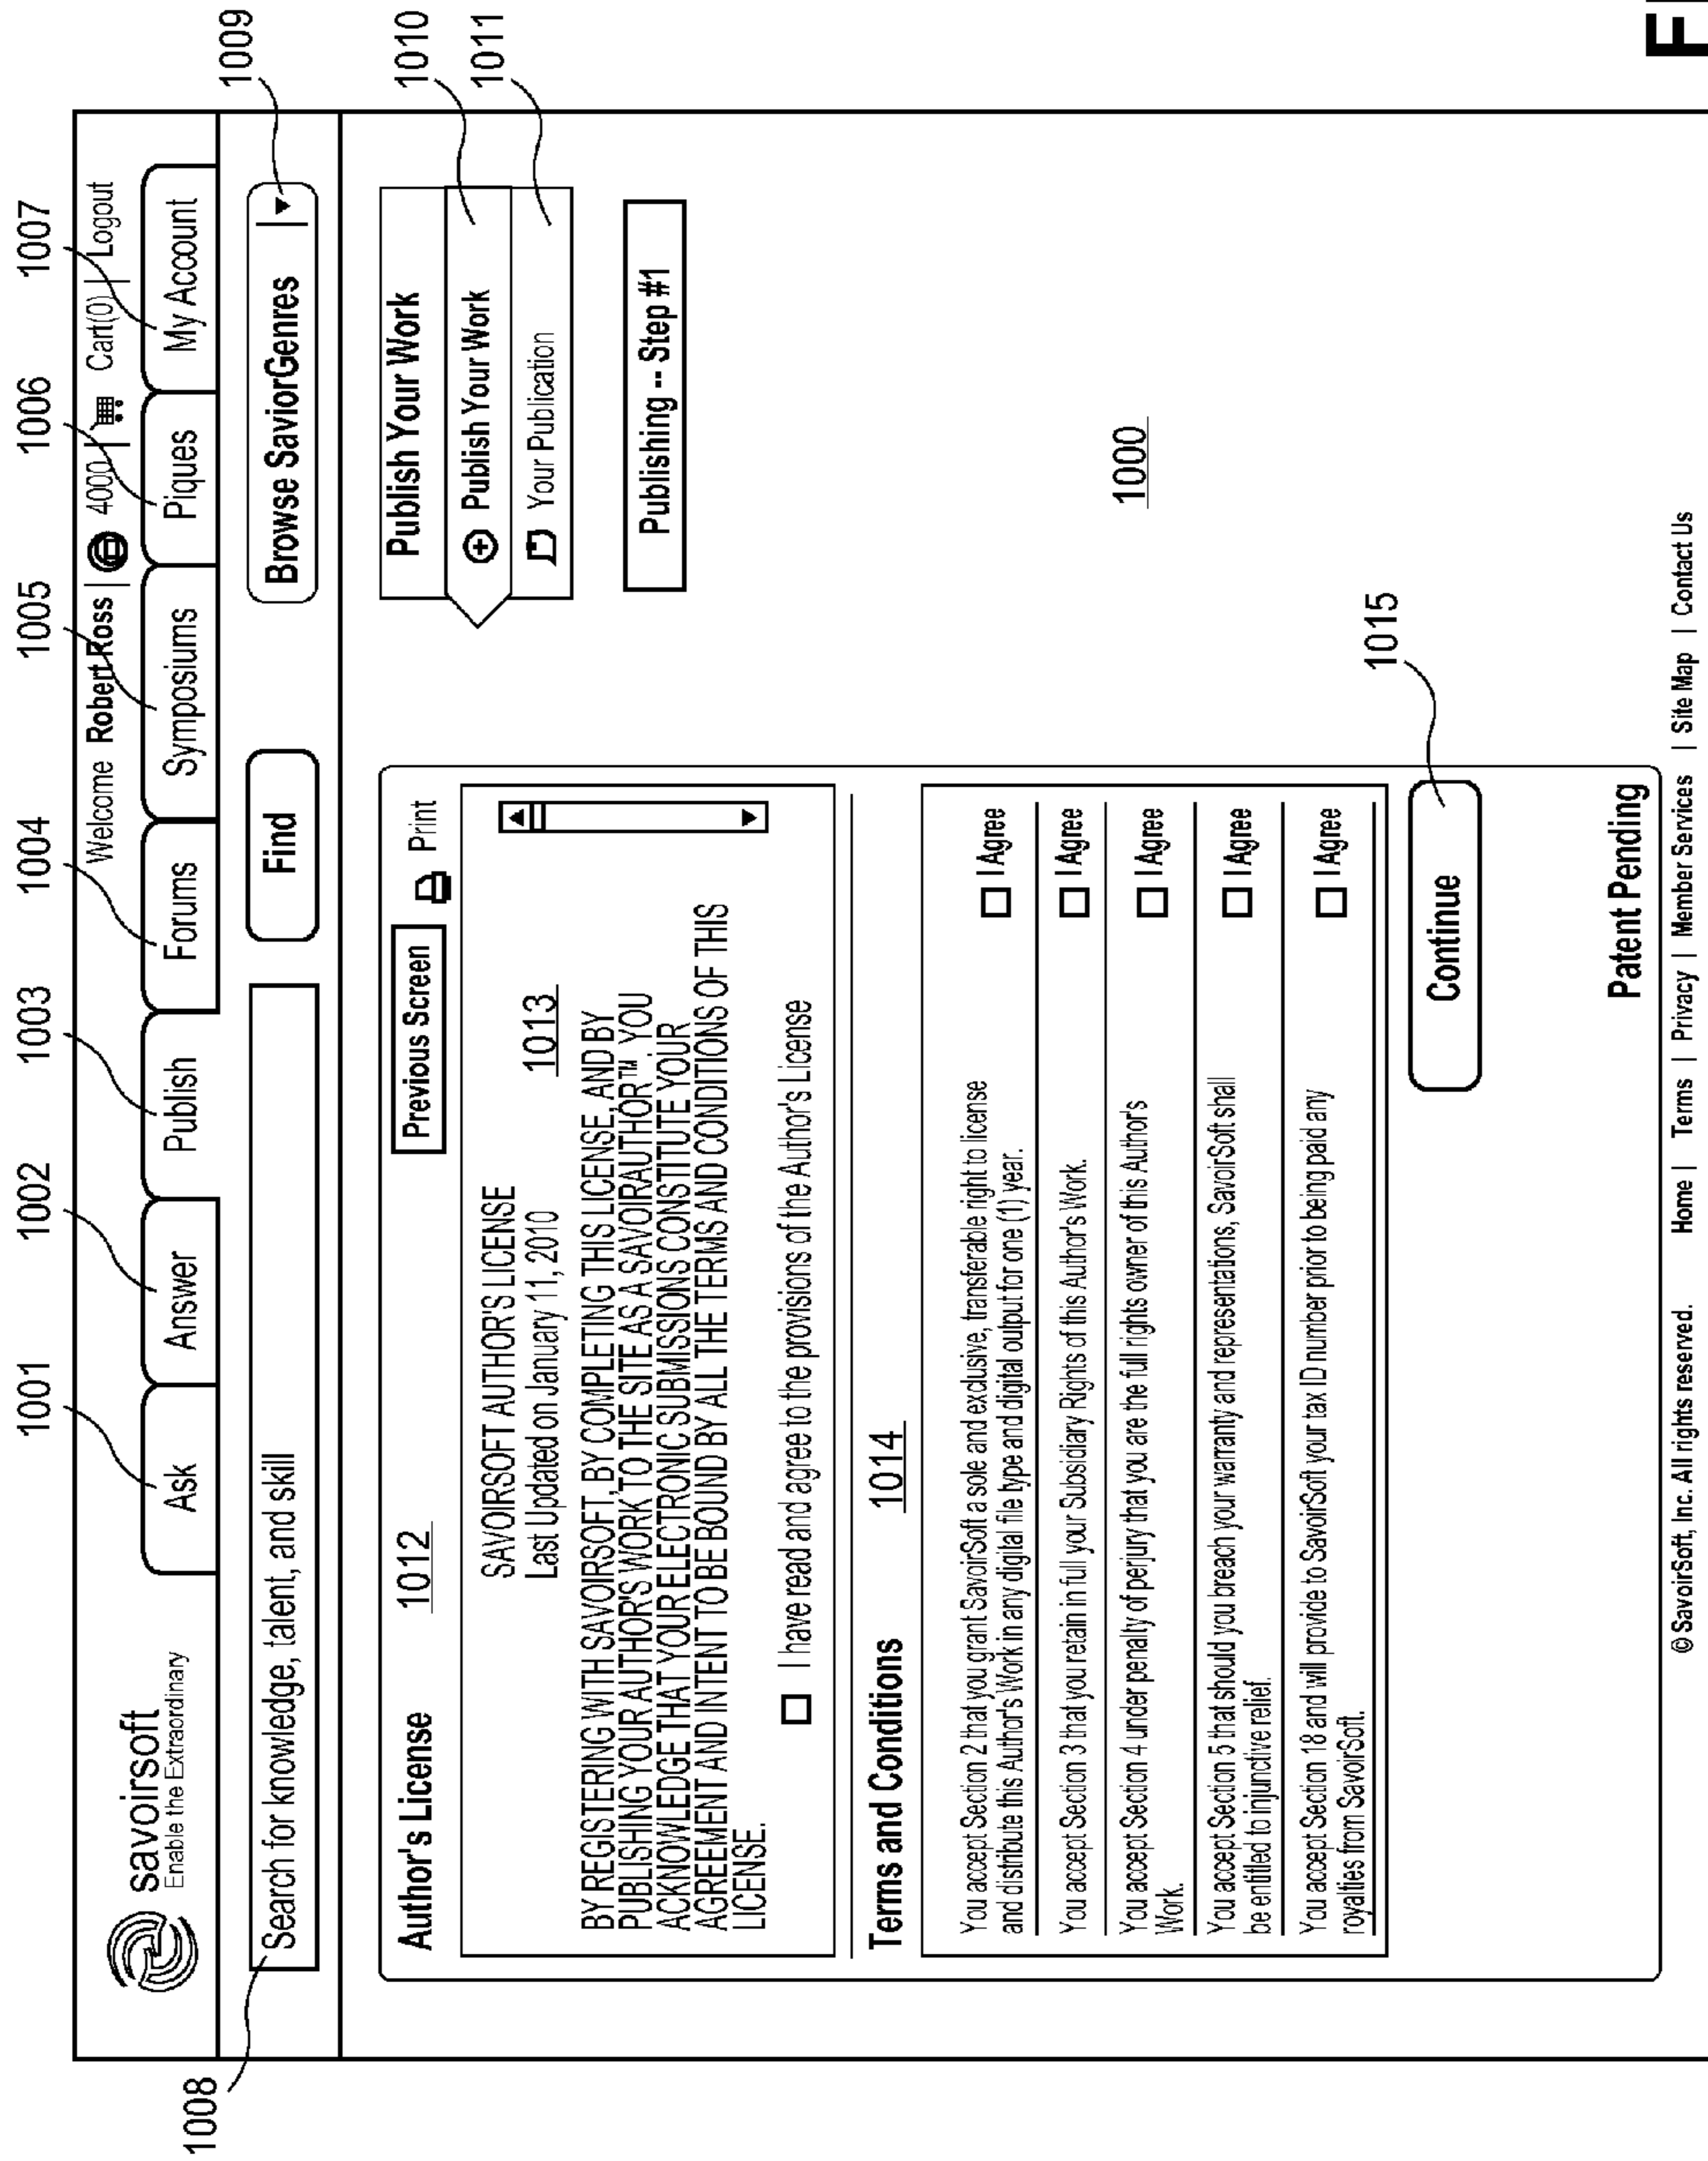 1001
1002
1003
1004
1005
1006
1007
savoirsoft
Enable the Extraordinary
Welcome Robert Ross | 4000 | Cart(0) | Logout
Ask
Answer
Publish
Forums
Symposiums
Piques
My Account
1008
Search for knowledge, talent, and skill
Find
Browse SaviorGenres
1009
Author's License
1012
Previous Screen
Print
SAVOIRSOFT AUTHOR'S LICENSE
Last Updated on January 11, 2010
1013
BY REGISTERING WITH SAVOIRSOFT, BY COMPLETING THIS LICENSE, AND BY
PUBLISHING YOUR AUTHOR'S WORK TO THE SITE AS A SAVOIRAUTHOR™, YOU
ACKNOWLEDGE THAT YOUR ELECTRONIC SUBMISSIONS CONSTITUTE YOUR
AGREEMENT AND INTENT TO BE BOUND BY ALL THE TERMS AND CONDITIONS OF THIS
LICENSE.
I have read and agree to the provisions of the Author's License
Terms and Conditions
1014
You accept Section 2 that you grant SavoirSoft a sole and exclusive, transferable right to license
and distribute this Author's Work in any digital file type and digital output for one (1) year.
I Agree
You accept Section 3 that you retain in full your Subsidiary Rights of this Author's Work.
I Agree
You accept Section 4 under penalty of perjury that you are the full rights owner of this Author's
Work.
I Agree
You accept Section 5 that should you breach your warranty and representations, SavoirSoft shall
be entitled to injunctive relief.
I Agree
You accept Section 18 and will provide to SavoirSoft your tax ID number prior to being paid any
royalties from SavoirSoft.
I Agree
Continue
1015
Patent Pending
Publish Your Work
Publish Your Work
1010
Your Publication
1011
Publishing -- Step #1
1000
© SavoirSoft, Inc. All rights reserved. Home | Terms | Privacy | Member Services | Site Map | Contact Us